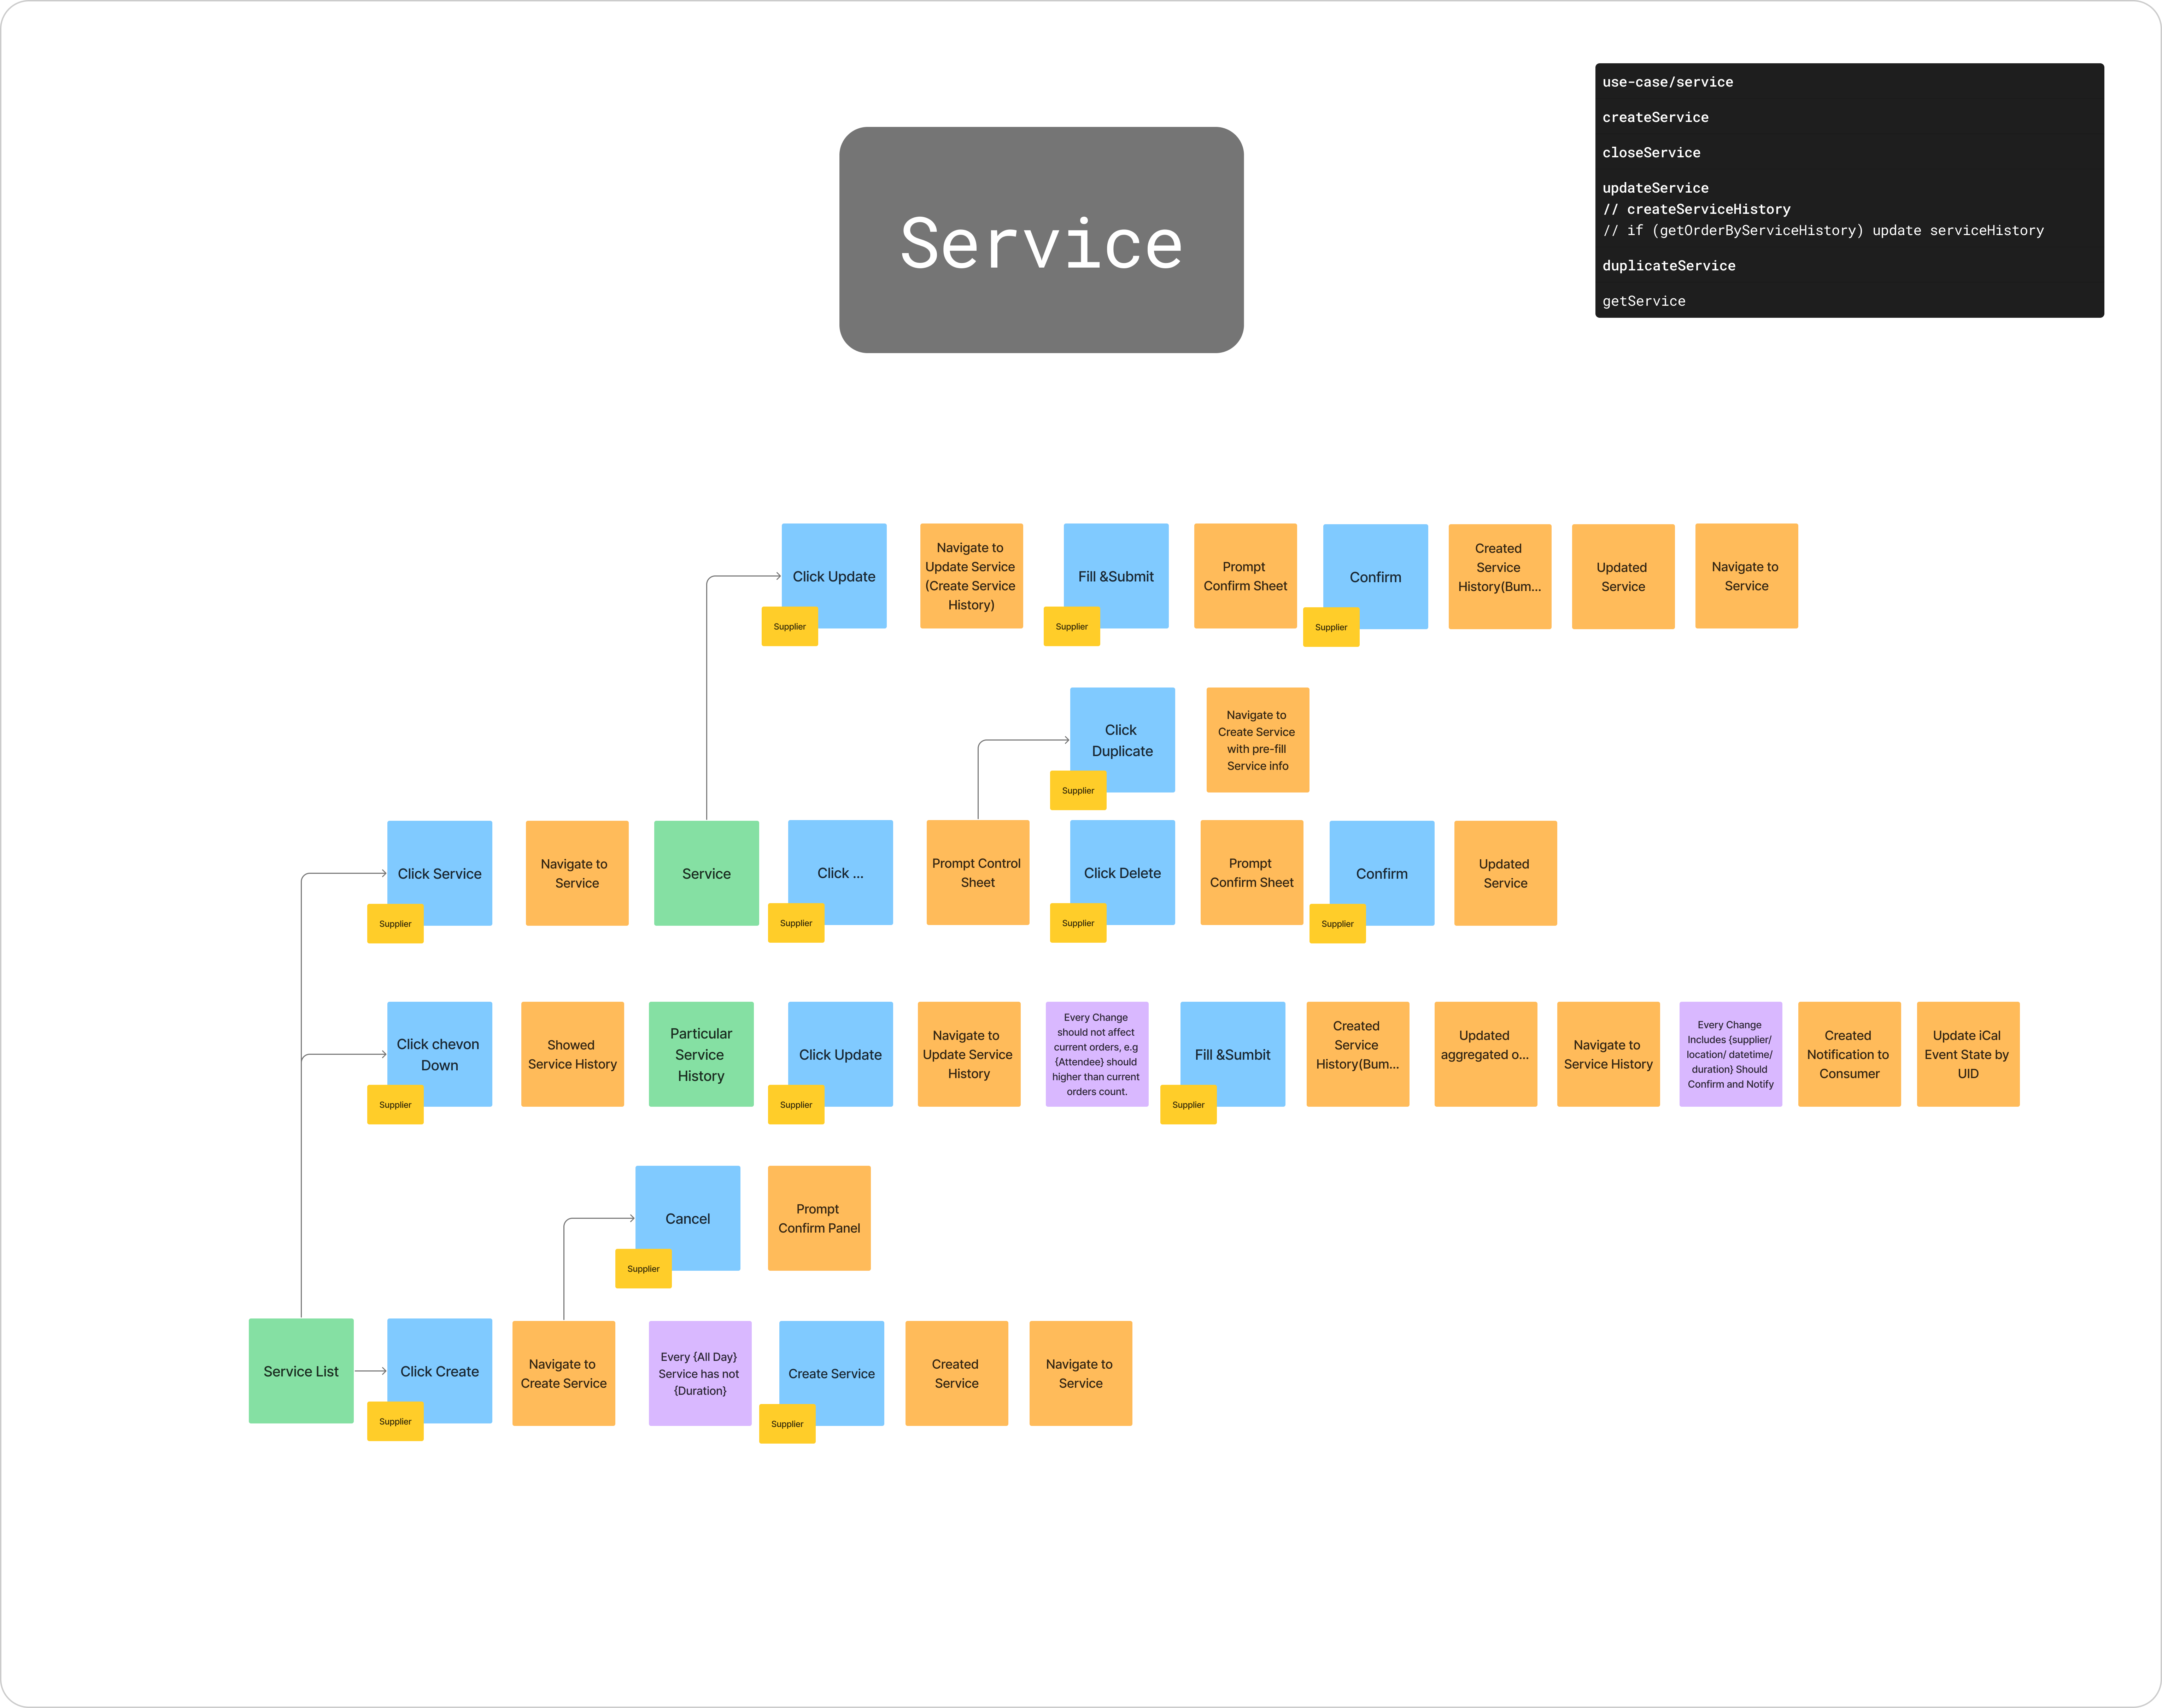 use-case/service
createService
closeService
updateService
// createServiceHistory
// if (getOrderByServiceHistory) update serviceHistory
duplicateService
getService
Service
Click Update
Supplier
Navigate to
Update Service
(Create Service
History)
Fill &Submit
Supplier
Prompt
Confirm Sheet
Confirm
Supplier
Created
Service
History(Bum...
Updated
Service
Navigate to
Service
Click
Duplicate
Supplier
Navigate to
Create Service
with pre-fill
Service info
Click Service
Supplier
Navigate to
Service
Service
Click ...
Supplier
Prompt Control
Sheet
Click Delete
Supplier
Prompt
Confirm Sheet
Confirm
Supplier
Updated
Service
Click chevon
Down
Supplier
Showed
Service History
Particular
Service
History
Click Update
Supplier
Navigate to
Update Service
History
Every Change
should not affect
current orders, e.g
{Attendee} should
higher than current
orders count.
Fill &Sumbit
Supplier
Created
Service
History(Bum...
Updated
aggregated o...
Navigate to
Service History
Every Change
Includes {supplier/
location/ datetime/
duration} Should
Confirm and Notify
Created
Notification to
Consumer
Update iCal
Event State by
UID
Cancel
Supplier
Prompt
Confirm Panel
Service List
Click Create
Supplier
Navigate to
Create Service
Every {All Day}
Service has not
{Duration}
Create Service
Supplier
Created
Service
Navigate to
Service